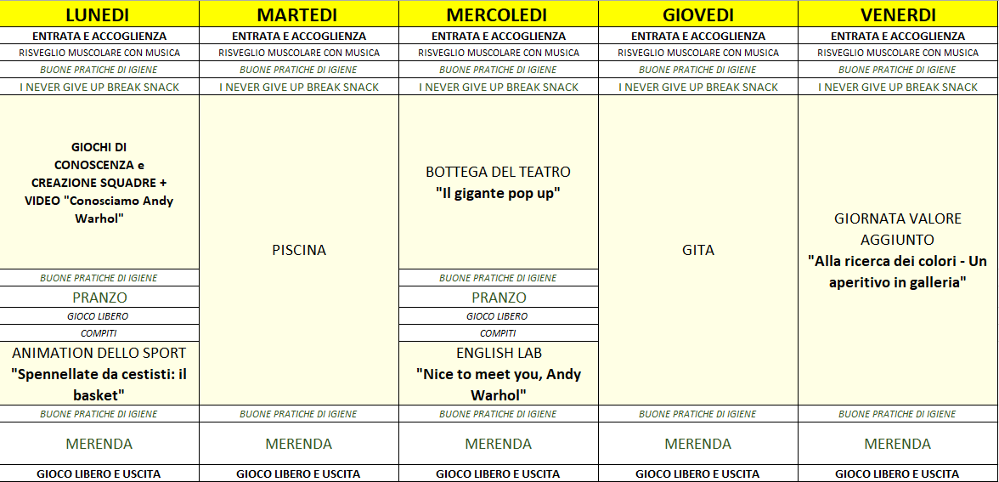 LUNEDI MARTEDI MERCOLEDI GIOVEDI VENERDI
ENTRATA E ACCOGLIENZA ENTRATA E ACCOGLIENZA ENTRATA E ACCOGLIENZA ENTRATA E ACCOGLIENZA ENTRATA E ACCOGLIENZA
RISVEGLIO MUSCOLARE CON MUSICA RISVEGLIO MUSCOLARE CON MUSICA RISVEGLIO MUSCOLARE CON MUSICA RISVEGLIO MUSCOLARE CON MUSICA RISVEGLIO MUSCOLARE CON MUSICA
BUONE PRATICHE DI IGIENE BUONE PRATICHE DI IGIENE BUONE PRATICHE DI IGIENE BUONE PRATICHE DI IGIENE BUONE PRATICHE DI IGIENE
I NEVER GIVE UP BREAK SNACK I NEVER GIVE UP BREAK SNACK I NEVER GIVE UP BREAK SNACK I NEVER GIVE UP BREAK SNACK I NEVER GIVE UP BREAK SNACK
GIOCHI DI
CONOSCENZA e
CREAZIONE SQUADRE +
VIDEO "Conosciamo Andy
Warhol"
PISCINA
BOTTEGA DEL TEATRO
"Il gigante pop up"
GITA
GIORNATA VALORE
AGGIUNTO
"Alla ricerca dei colori - Un
aperitivo in galleria"
BUONE PRATICHE DI IGIENE BUONE PRATICHE DI IGIENE
PRANZO PRANZO
GIOCO LIBERO GIOCO LIBERO
COMPITI COMPITI
ANIMATION DELLO SPORT
"Spennellate da cestisti: il
basket"
ENGLISH LAB
"Nice to meet you, Andy
Warhol"
BUONE PRATICHE DI IGIENE BUONE PRATICHE DI IGIENE BUONE PRATICHE DI IGIENE BUONE PRATICHE DI IGIENE BUONE PRATICHE DI IGIENE
MERENDA MERENDA MERENDA MERENDA MERENDA
GIOCO LIBERO E USCITA GIOCO LIBERO E USCITA GIOCO LIBERO E USCITA GIOCO LIBERO E USCITA GIOCO LIBERO E USCITA